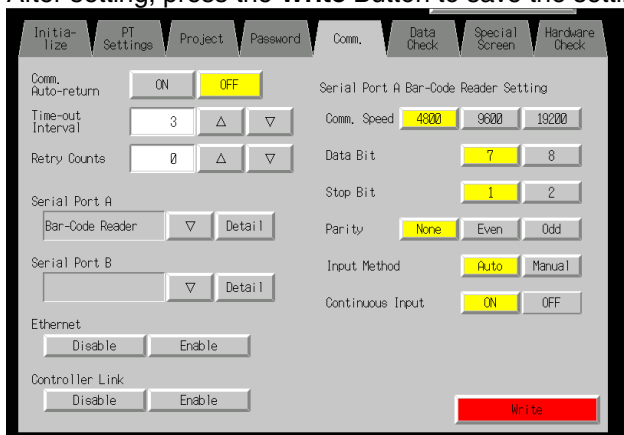 After setting, press the Write Button to save the setti
Initia-
lize
PT
Settings
Project
Password
Comm.
Data
Check
Special
Screen
Hardware
Check
Comm.
Auto-return
ON
OFF
Time-out
Interval
3
△
▽
Retry Counts
0
△
▽
Serial Port A
Bar-Code Reader
▽
Detail
Serial Port B
▽
Detail
Ethernet
Disable
Enable
Controller Link
Disable
Enable
Serial Port A Bar-Code Reader Setting
Comm. Speed
4800
9600
19200
Data Bit
7
8
Stop Bit
1
2
Parity
None
Even
Odd
Input Method
Auto
Manual
Continuous Input
ON
OFF
Write